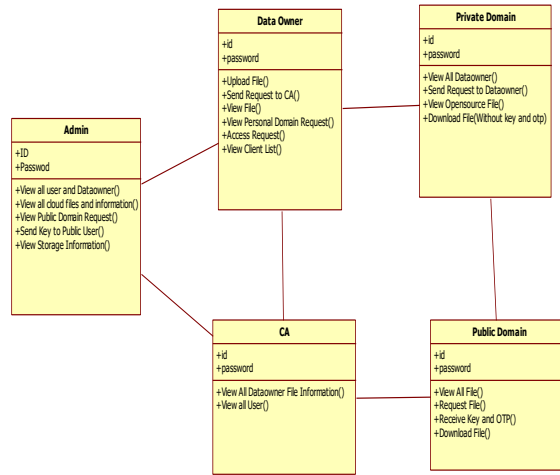 Data Owner
+id
+password
+Upload File()
+Send Request to CA()
+View File()
+View Personal Domain Request()
+Access Request()
+View Client List()
Private Domain
+id
+password
+View All Dataowner()
+Send Request to Dataowner()
+View Opensource File()
+Download File(Without key and otp)
Admin
+ID
+Passwod
+View all user and Dataowner()
+View all cloud files and information()
+View Public Domain Request()
+Send Key to Public User()
+View Storage Information()
CA
+id
+password
+View All Dataowner File Information()
+View all User()
Public Domain
+id
+password
+View All File()
+Request File()
+Receive Key and OTP()
+Download File()